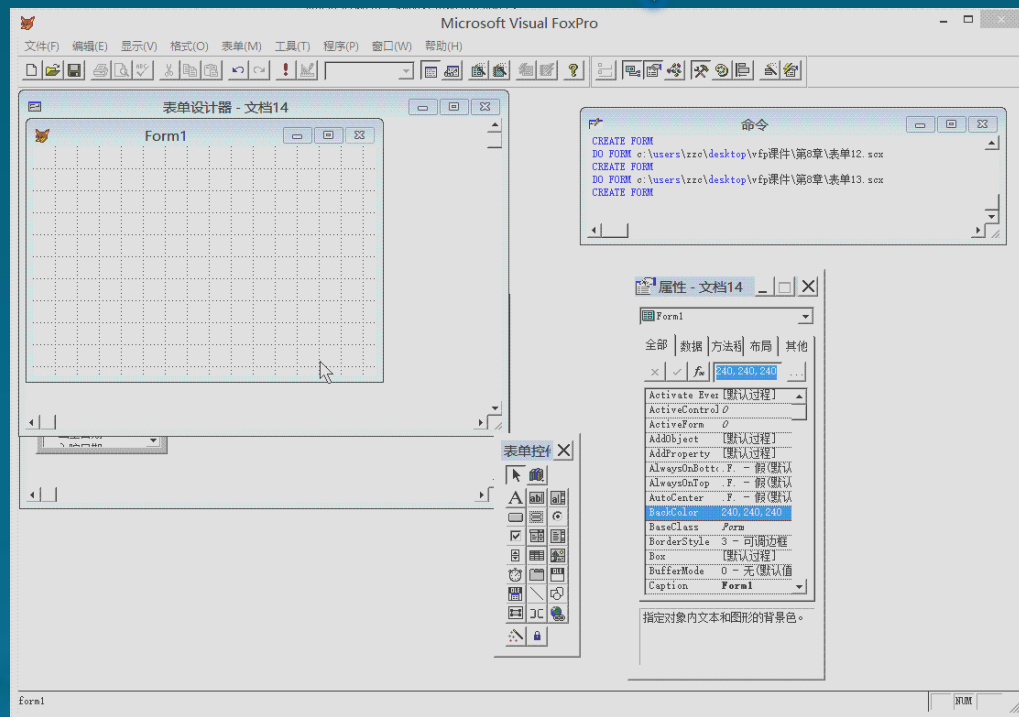 Microsoft Visual FoxPro
文件(F) 编辑(E) 显示(V) 格式(O) 表单(M) 工具(T) 程序(P) 窗口(W) 帮助(H)
表单设计器 - 文档14
Form1
命令
CREATE FORM
DO FORM c:\users\zzc\desktop\vfp课件\第8章\表单12.scx
CREATE FORM
DO FORM c:\users\zzc\desktop\vfp课件\第8章\表单13.scx
CREATE FORM
属性 - 文档14
Form1
全部 数据 方法程 布局 其他
240,240,240
Activate Ever [默认过程]
ActiveControl 0
ActiveForm 0
AddObject [默认过程]
AddProperty [默认过程]
AlwaysOnBotto .F. - 假(默认
AlwaysOnTop .F. - 假(默认
AutoCenter .F. - 假(默认
BackColor 240,240,240
BaseClass Form
BorderStyle 3 - 可调边框
Box [默认过程]
BufferMode 0 - 无(默认值
Caption Form1
指定对象内文本和图形的背景色。
表单控件
form1
NUM